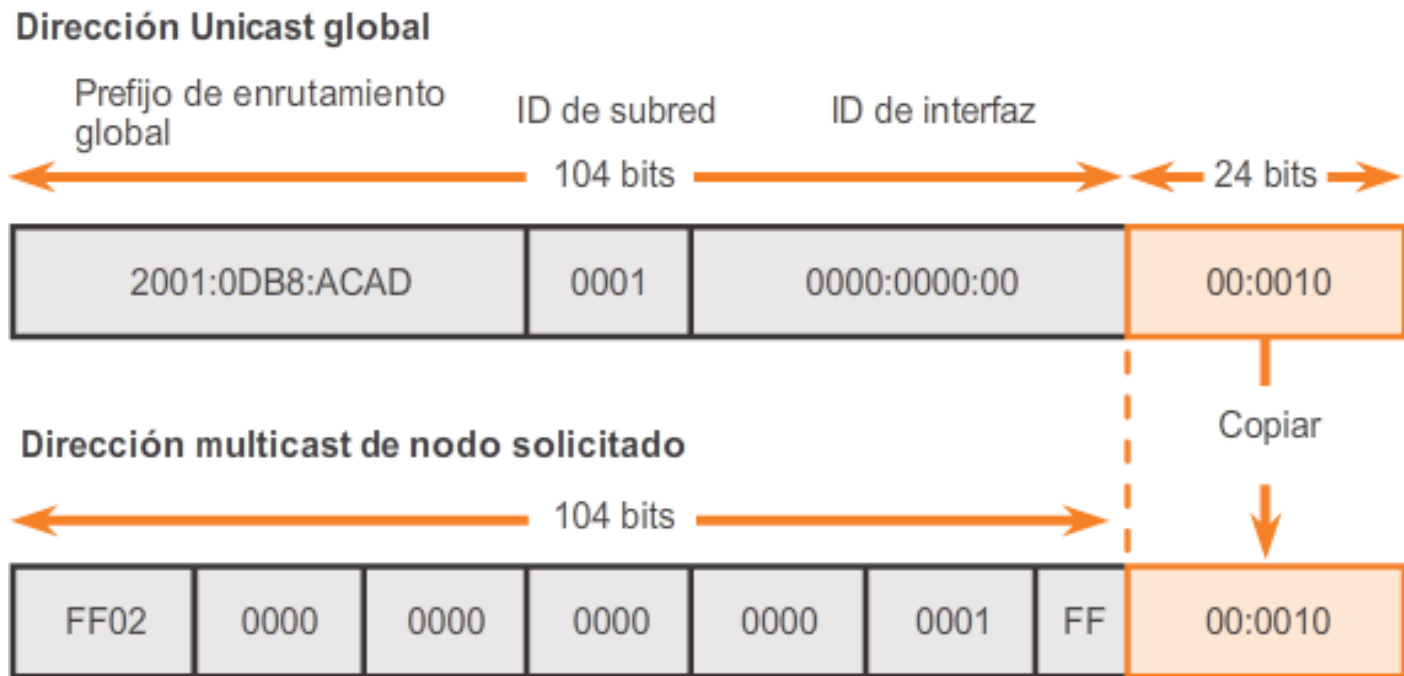 Dirección Unicast global
Prefijo de enrutamiento
global
ID de subred
ID de interfaz
104 bits
24 bits
2001:0DB8:ACAD
0001
0000:0000:00
00:0010
Copiar
Dirección multicast de nodo solicitado
104 bits
FF02
0000
0000
0000
0000
0001
FF
00:0010